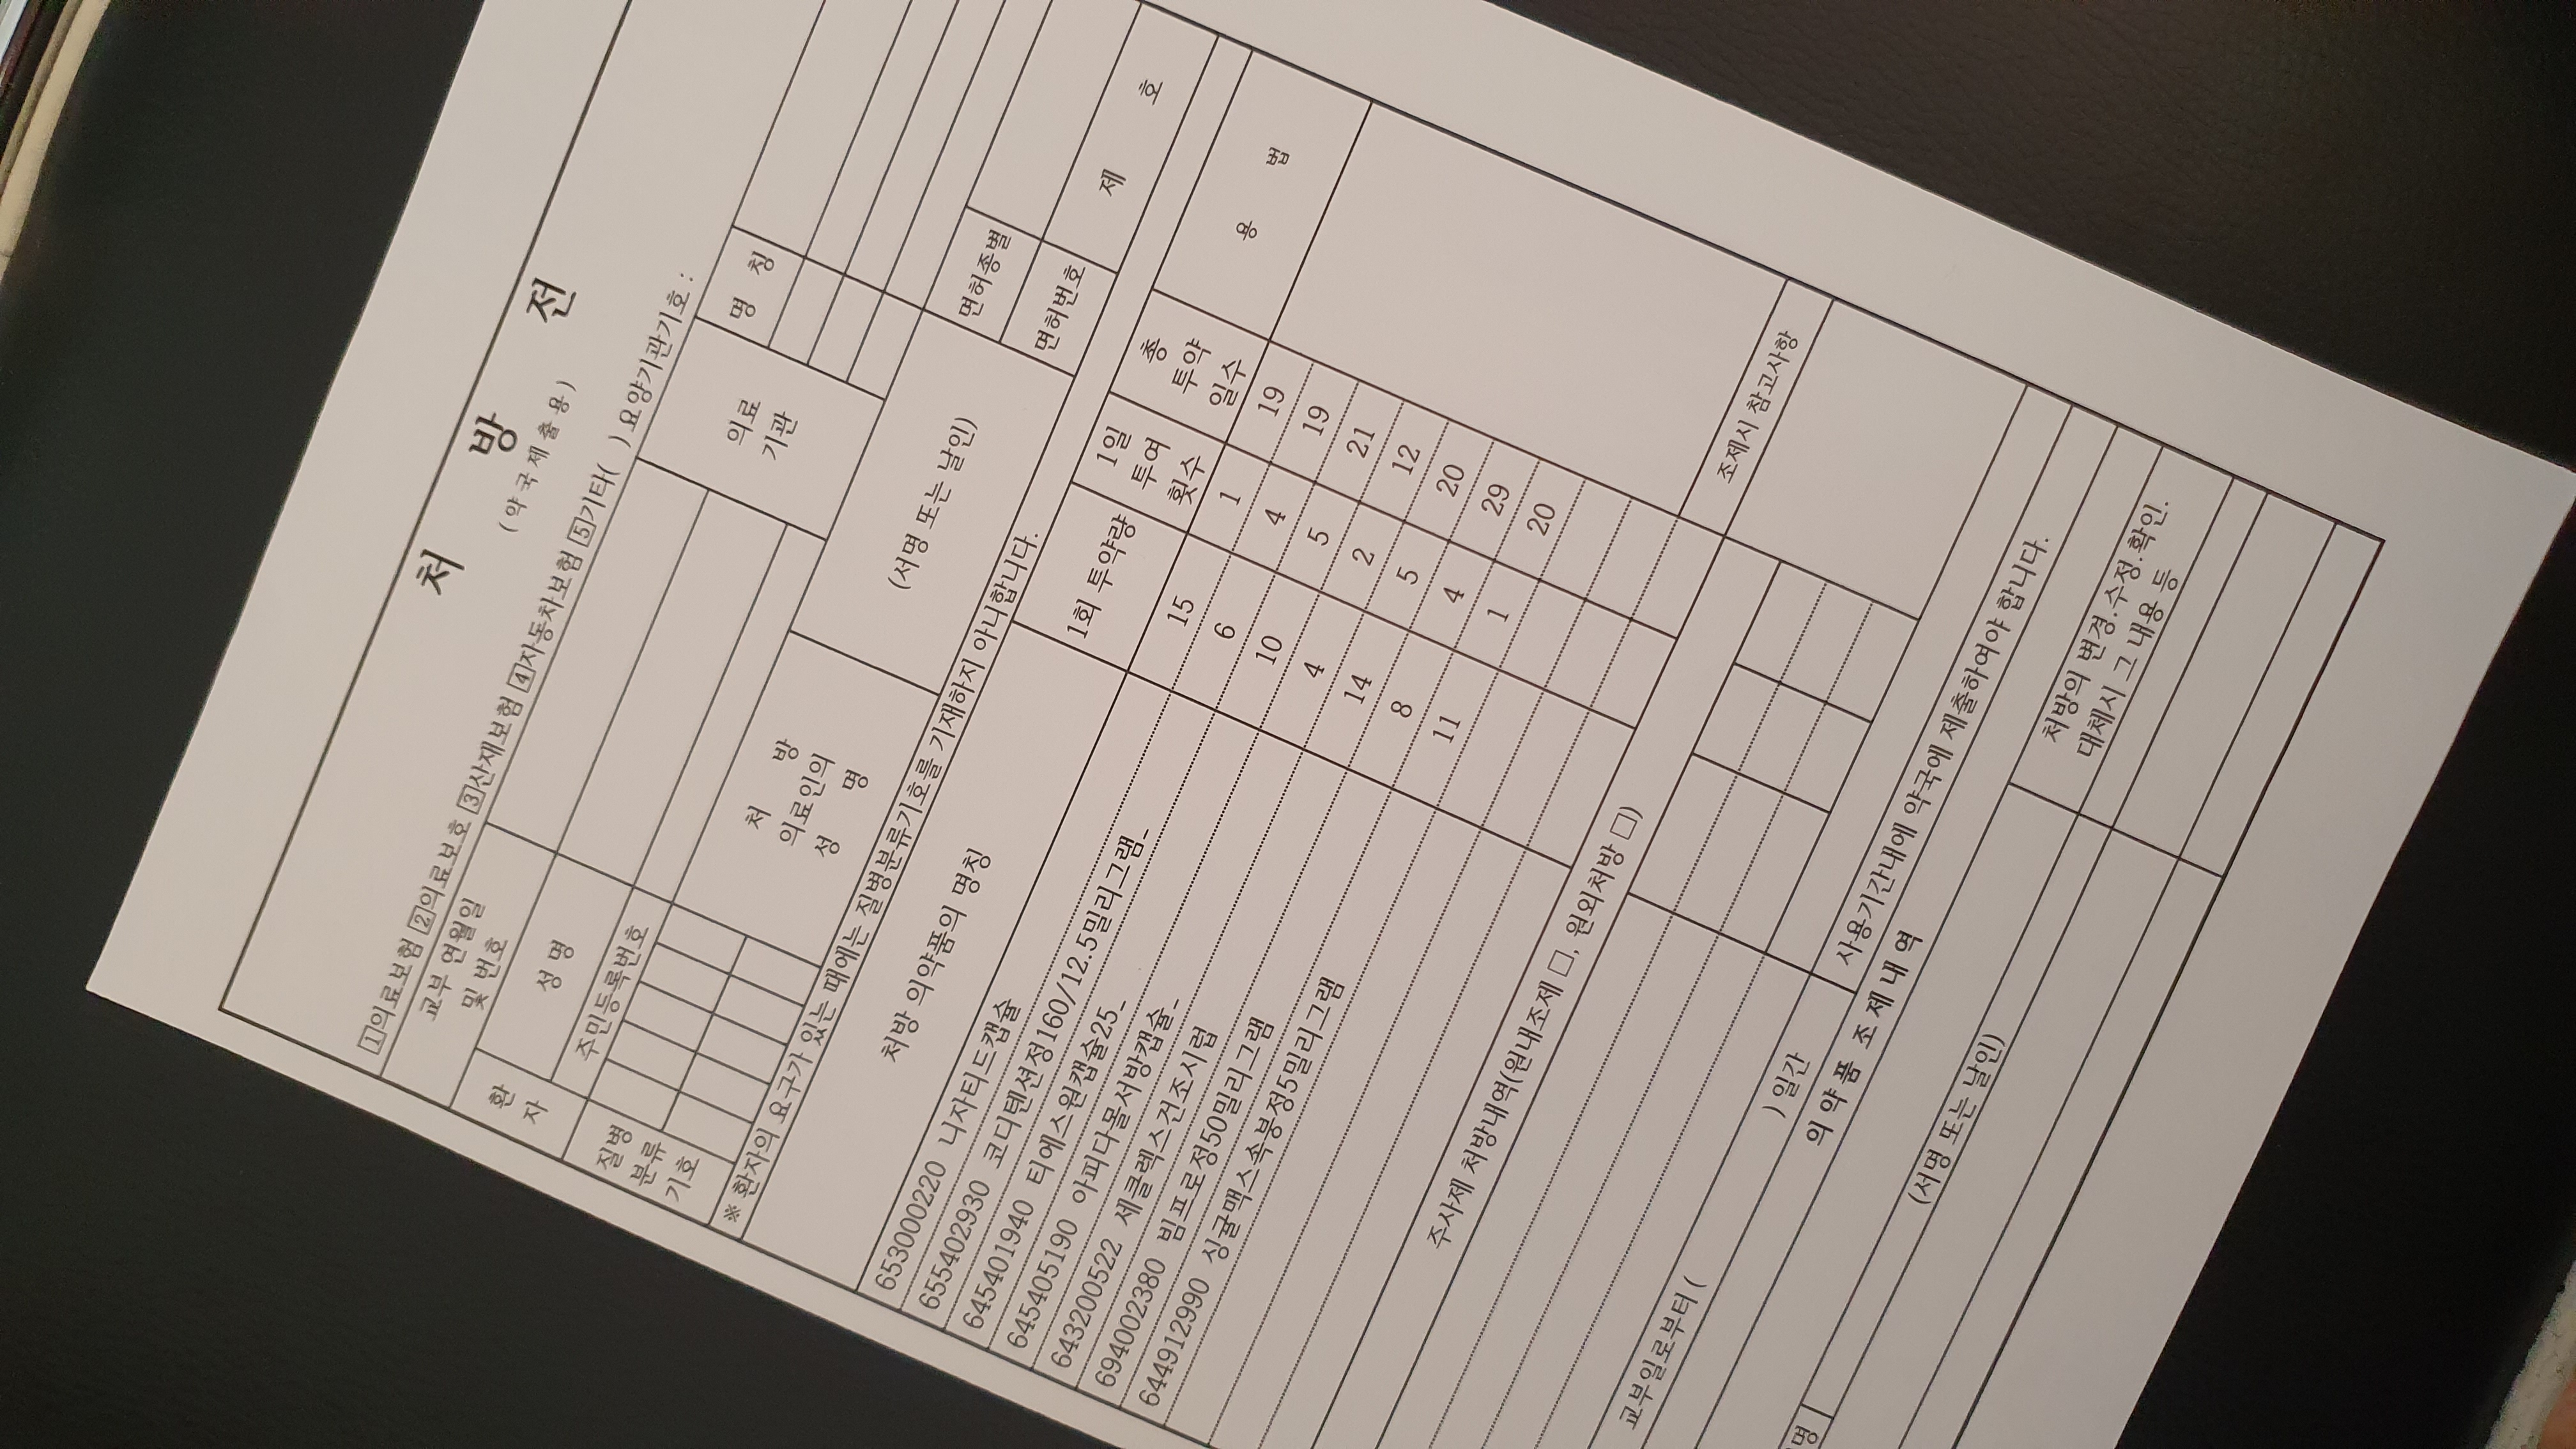 처 방 전
(약국제출용)
1의료보험 2의료보호 3산재보험 4자동차보험 5기타( ) 요양기관기호 :
교부 연월일
및 번호
의료
기관
명 칭
환
자
성 명
주민등록번호
질병
분류
기호
처 방
의료인의
성 명
(서명 또는 날인)
면허종별
면허번호
제 호
※ 환자의 요구가 있는 때에는 질병분류기호를 기재하지 아니합니다.
처방 의약품의 명칭
1회 투약량
1일
투여
횟수
총
투약
일수
용 법
653000220 니자티드캡슐 15 1 19
655402930 코디텐션정160/12.5밀리그램_ 6 4 19
645401940 티에스원캡슐25_ 10 5 21
645405190 아피다몰서방캡슐_ 4 2 12
643200522 세클렉스건조시럽 14 5 20
694002380 빔프로정50밀리그램 8 4 29
644912990 싱귤맥스속붕정5밀리그램 11 1 20
주사제 처방내역(원내조제 □, 원외처방 □)
조제시 참고사항
교부일로부터 ( ) 일간
사용기간내에 약국에 제출하여야 합니다.
의 약 품 조 제 내 역
명
(서명 또는 날인)
처방의 변경.수정.확인.
대체시 그 내용 등